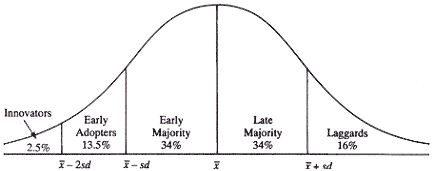 Innovators
2.5%
Early
Adopters
13.5%
Early
Majority
34%
Late
Majority
34%
Laggards
16%
x̅ − 2sd
x̅ − sd
x̅
x̅ + sd